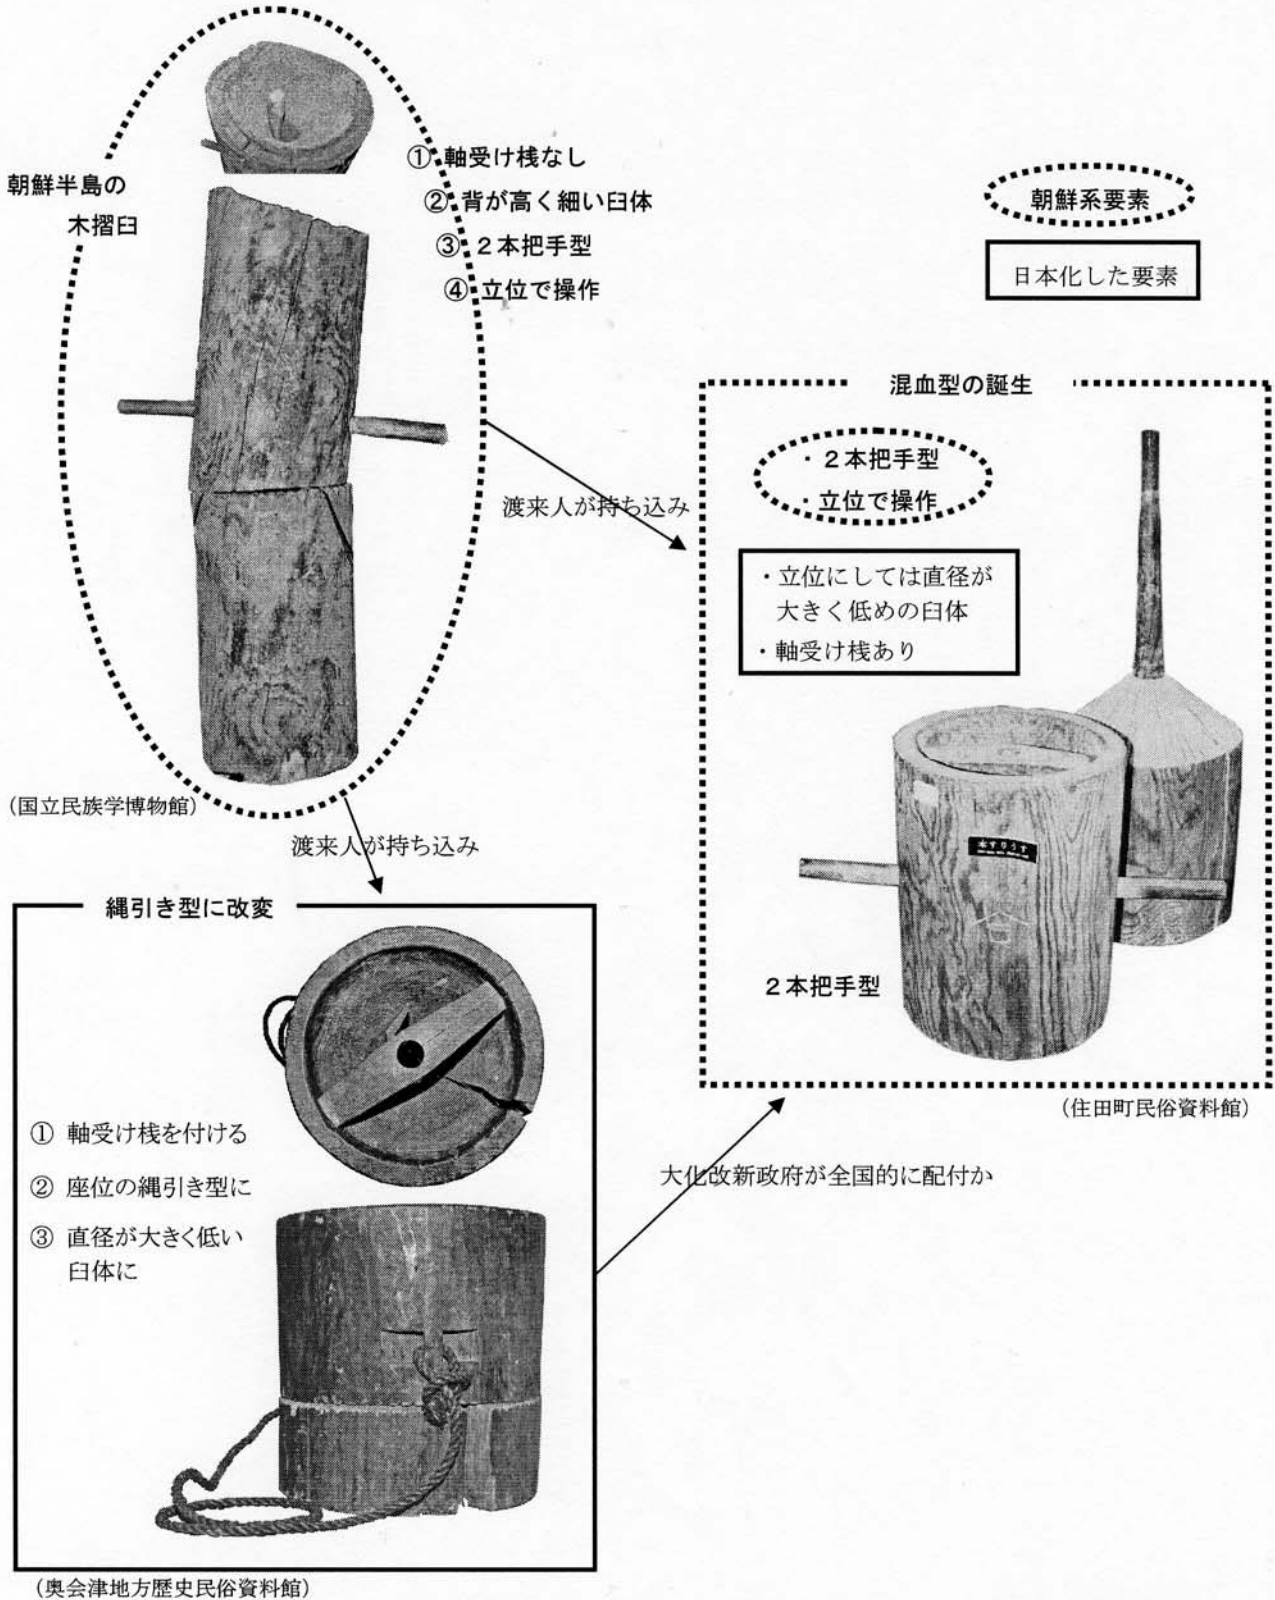 朝鮮半島の
木摺臼
① 軸受け桟なし
② 背が高く細い臼体
③ 2本把手型
④ 立位で操作
(国立民族学博物館)
朝鮮系要素
日本化した要素
渡来人が持ち込み
渡来人が持ち込み
混血型の誕生
・2本把手型
・立位で操作
・立位にしては直径が
大きく低めの臼体
・軸受け桟あり
木すりうす
2本把手型
(住田町民俗資料館)
縄引き型に改変
① 軸受け桟を付ける
② 座位の縄引き型に
③ 直径が大きく低い
臼体に
(奥会津地方歴史民俗資料館)
大化改新政府が全国的に配付か